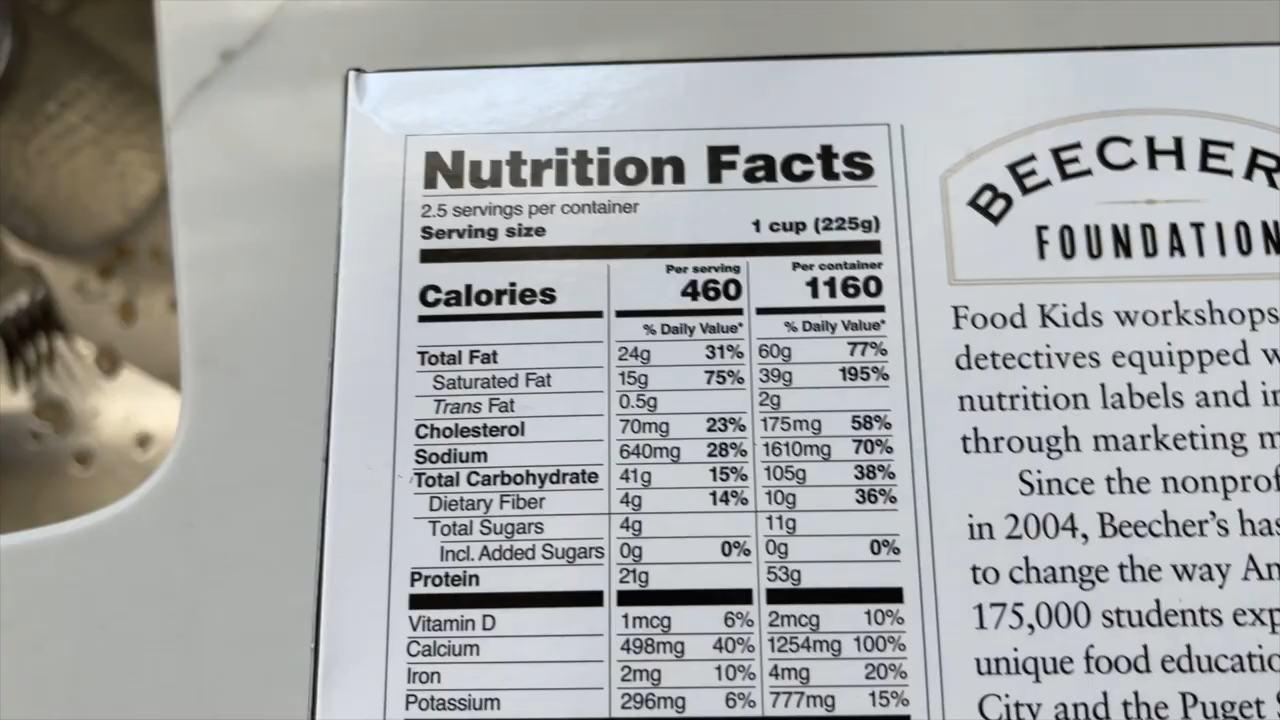 Nutrition Facts
2.5 servings per container
Serving size 1 cup (225g)
Per serving Per container
Calories 460 1160
% Daily Value* % Daily Value*
Total Fat 24g 31% 60g 77%
Saturated Fat 15g 75% 39g 195%
Trans Fat 0.5g 2g
Cholesterol 70mg 23% 175mg 58%
Sodium 640mg 28% 1610mg 70%
Total Carbohydrate 41g 15% 105g 38%
Dietary Fiber 4g 14% 10g 36%
Total Sugars 4g 11g
Incl. Added Sugars 0g 0% 0g 0%
Protein 21g 53g
Vitamin D 1mcg 6% 2mcg 10%
Calcium 498mg 40% 1254mg 100%
Iron 2mg 10% 4mg 20%
Potassium 296mg 6% 777mg 15%
BEECHER
FOUNDATION
Food Kids workshops
detectives equipped
nutrition labels and
through marketing
Since the
in 2004, Beecher's
to change the way
175,000 students
unique food
City and the Puget